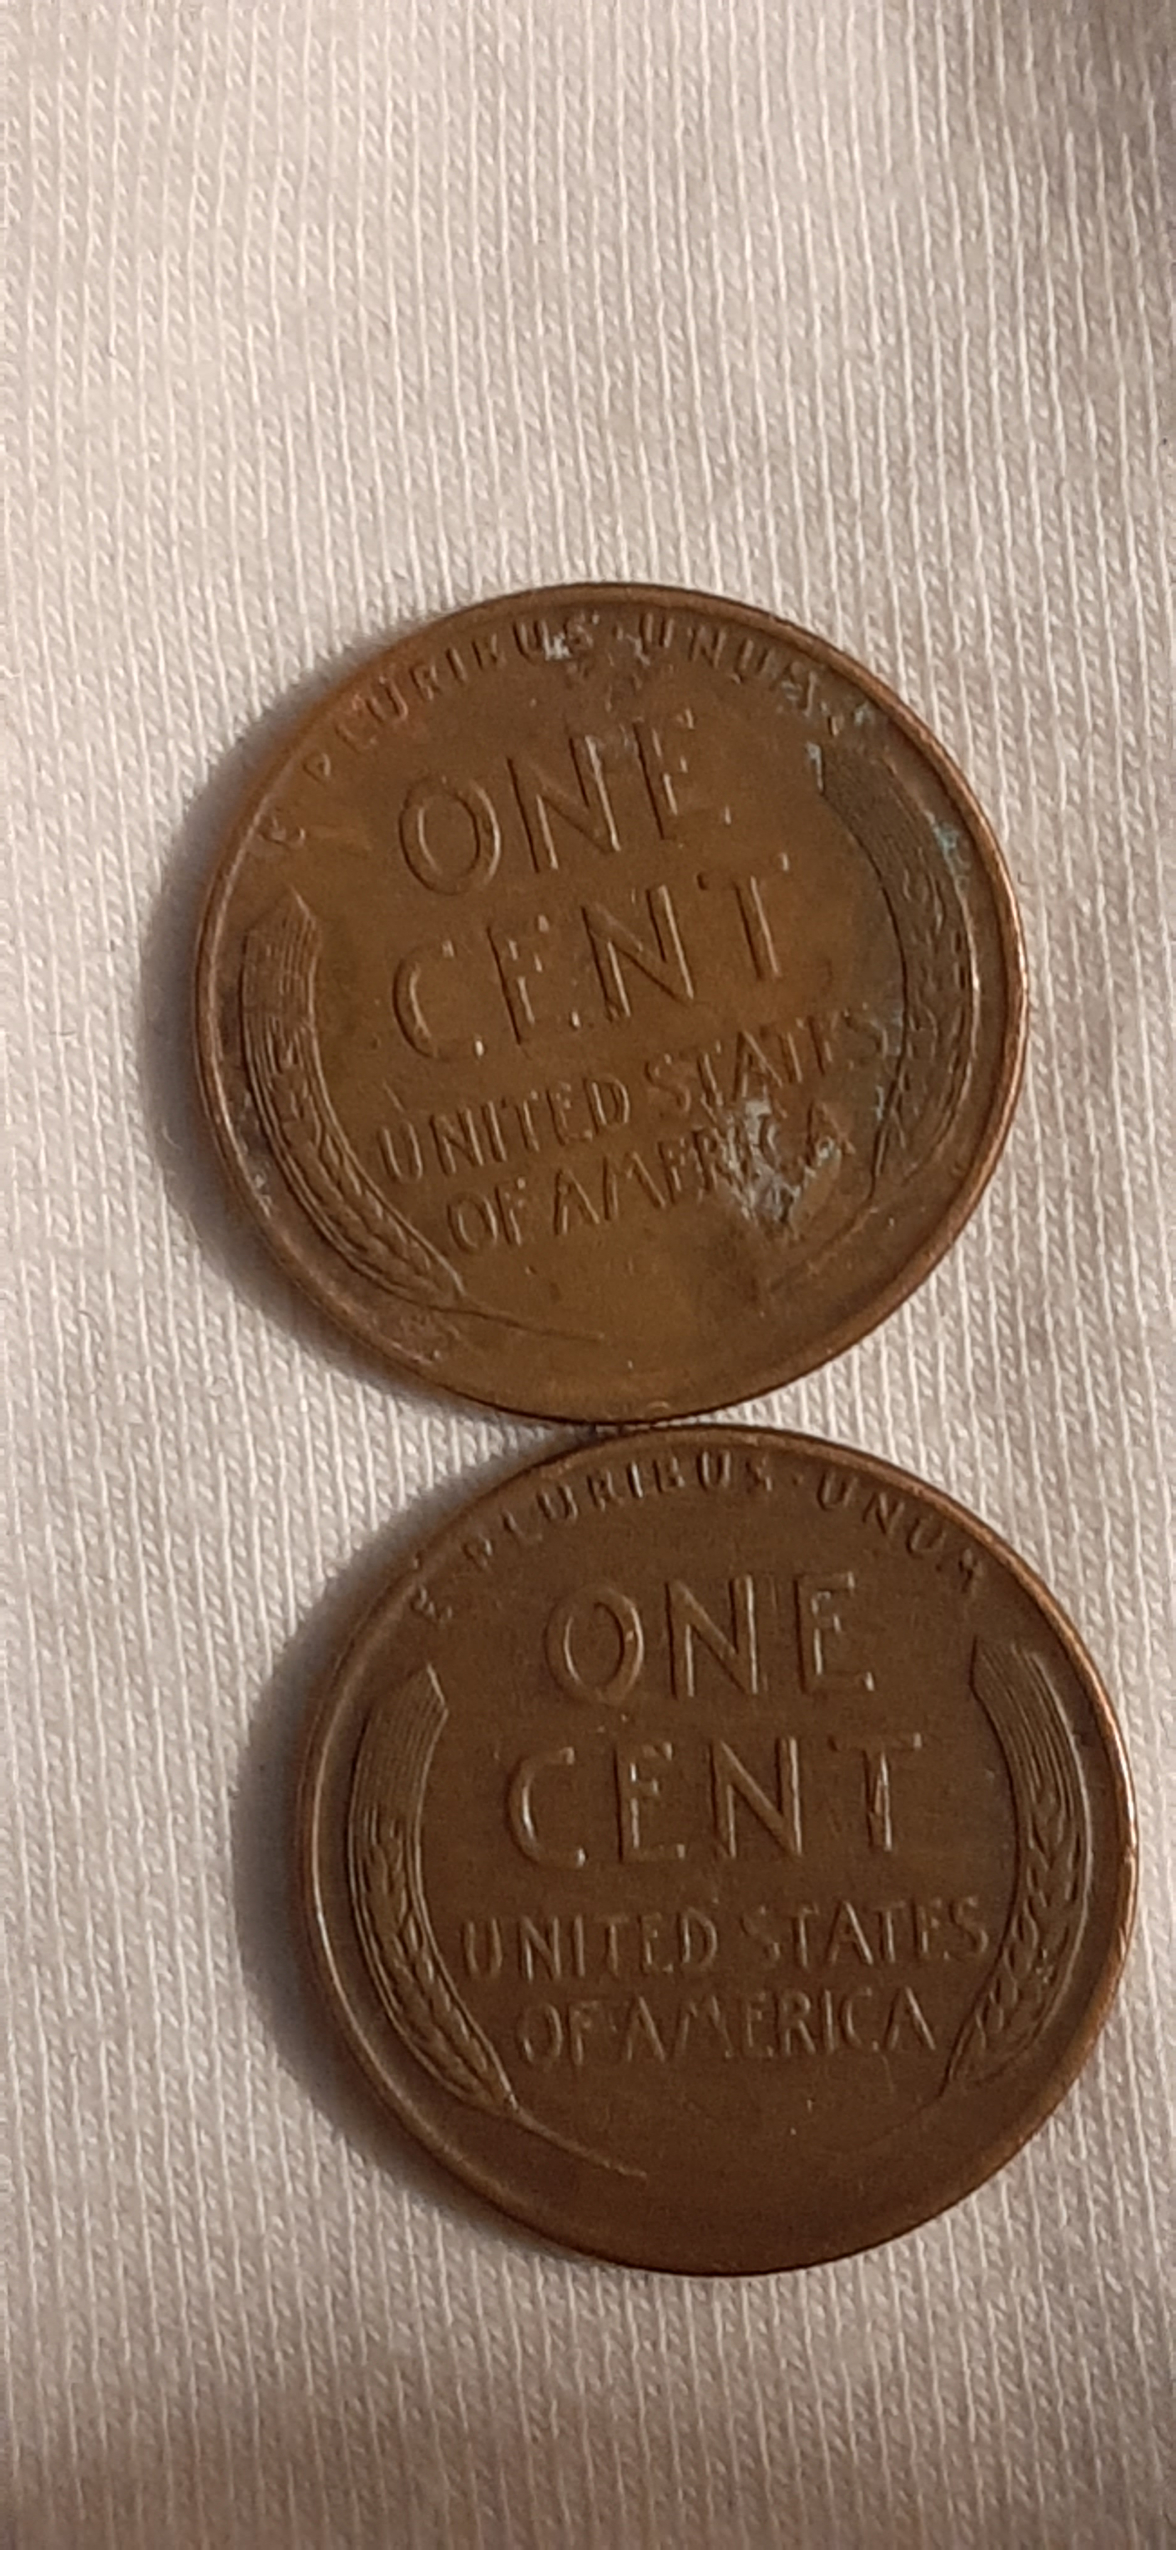 E PLURIBUS · UNUM
ONE
CENT
UNITED STATES
OF AMERICA
E PLURIBUS · UNUM
ONE
CENT
UNITED STATES
OF AMERICA